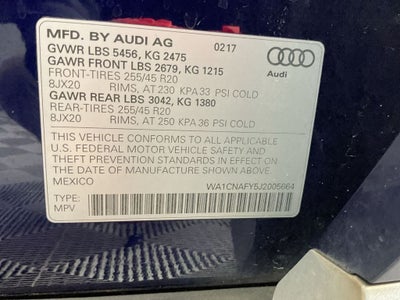 MFD. BY AUDI AG 0217
GVWR LBS 5456, KG 2475
GAWR FRONT LBS 2679, KG 1215
FRONT-TIRES 255/45 R20
8JX20 RIMS, AT 230 KPA 33 PSI COLD
GAWR REAR LBS 3042, KG 1380
REAR-TIRES 255/45 R20
8JX20 RIMS, AT 250 KPA 36 PSI COLD
Audi
THIS VEHICLE CONFORMS TO ALL APPLICABLE
U.S. FEDERAL MOTOR VEHICLE SAFETY BUMPER AND
THEFT PREVENTION STANDARDS IN EFFECT ON
THE DATE OF MANUFACTURE SHOWN ABOVE.
MEXICO WA1CNAFY5J2005664
TYPE:
MPV